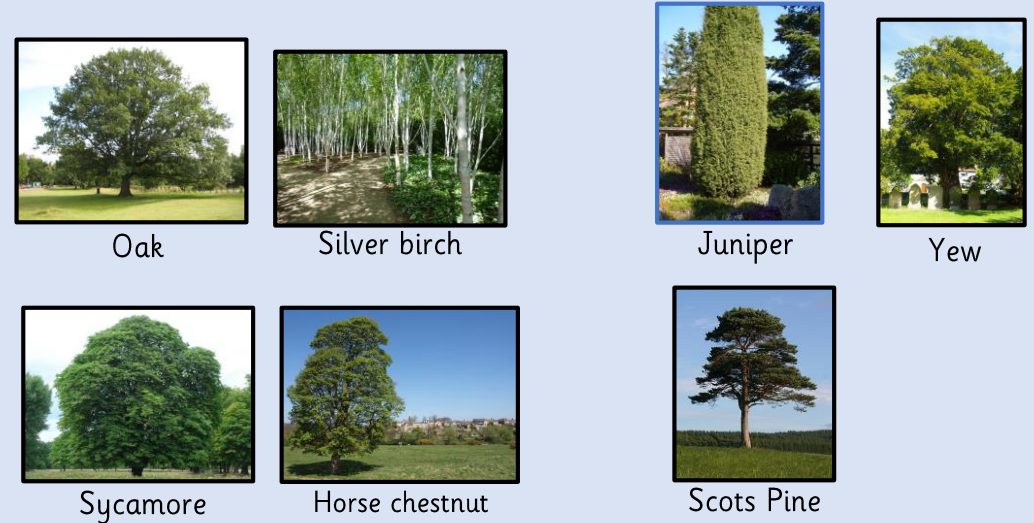 Oak
Silver birch
Juniper
Yew
Sycamore
Horse chestnut
Scots Pine